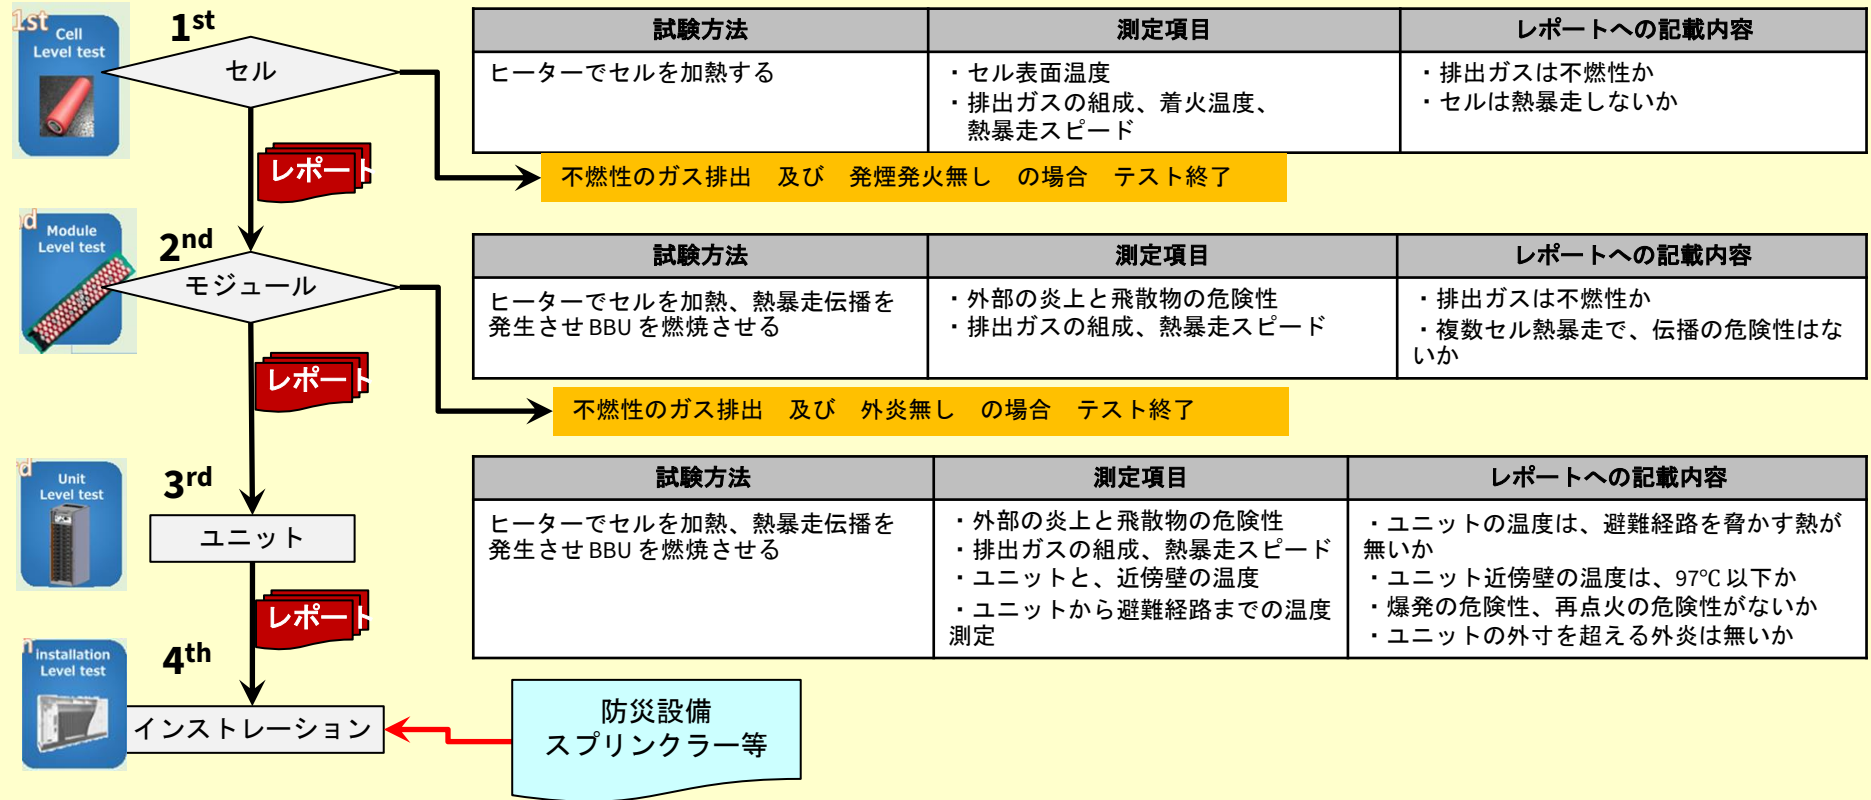 1st
Cell
Level test
1st
セル
試験方法
測定項目
レポートへの記載内容
ヒーターでセルを加熱する
・セル表面温度
・排出ガスの組成、着火温度、
熱暴走スピード
・排出ガスは不燃性か
・セルは熱暴走しないか
レポート
不燃性のガス排出 及び 発煙発火無し の場合 テスト終了
d
Module
Level test
2nd
モジュール
試験方法
測定項目
レポートへの記載内容
ヒーターでセルを加熱、熱暴走伝播を
発生させ BBU を燃焼させる
・外部の炎上と飛散物の危険性
・排出ガスの組成、熱暴走スピード
・排出ガスは不燃性か
・複数セル熱暴走で、伝播の危険性はな
いか
レポート
不燃性のガス排出 及び 外炎無し の場合 テスト終了
d
Unit
Level test
3rd
ユニット
試験方法
測定項目
レポートへの記載内容
ヒーターでセルを加熱、熱暴走伝播を
発生させ BBU を燃焼させる
・外部の炎上と飛散物の危険性
・排出ガスの組成、熱暴走スピード
・ユニットと、近傍壁の温度
・ユニットから避難経路までの温度
測定
・ユニットの温度は、避難経路を脅かす熱が
無いか
・ユニット近傍壁の温度は、97℃ 以下か
・爆発の危険性、再点火の危険性がないか
・ユニットの外寸を超える外炎は無いか
レポート
installation
Level test
4th
インストレーション
防災設備
スプリンクラー等